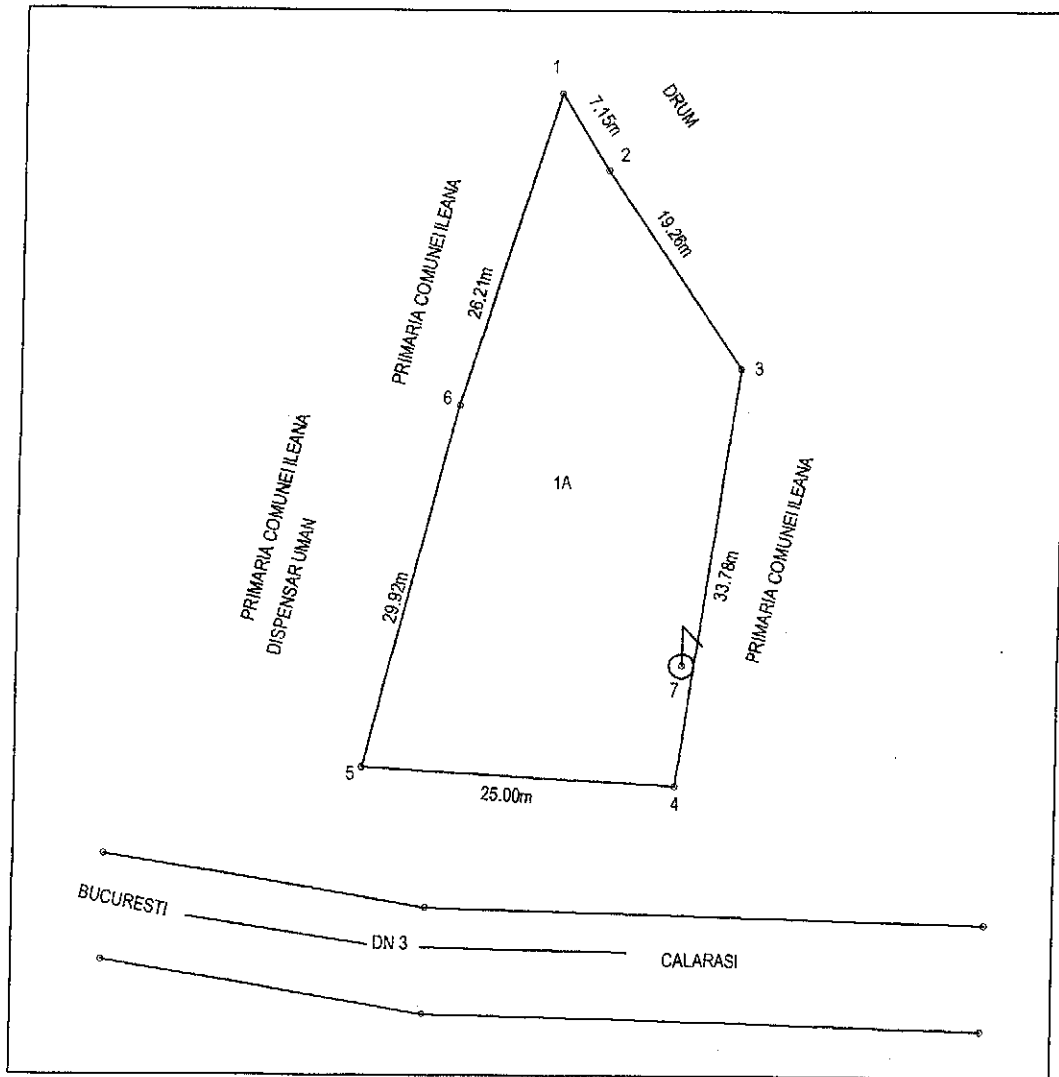 1
7.15m
DRUM
2
19.26m
PRIMARIA COMUNEI ILEANA
26.21m
3
6
PRIMARIA COMUNEI ILEANA
DISPENSAR UMAN
1A
29.92m
33.78m
PRIMARIA COMUNEI ILEANA
7
5
25.00m
4
BUCURESTI
DN 3
CALARASI